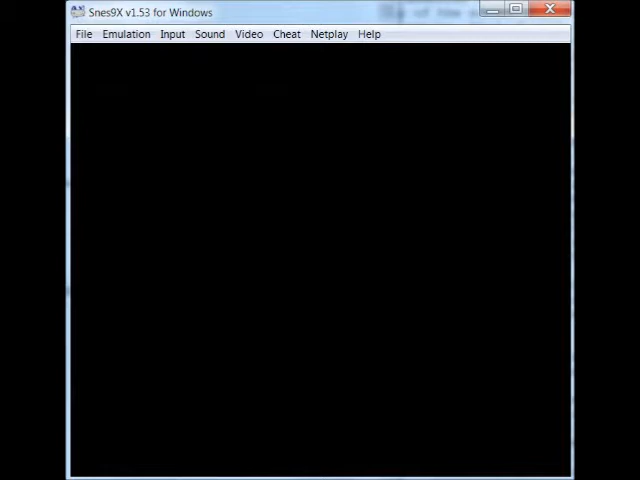 Snes9X v1.53 for Windows
File Emulation Input Sound Video Cheat Netplay Help